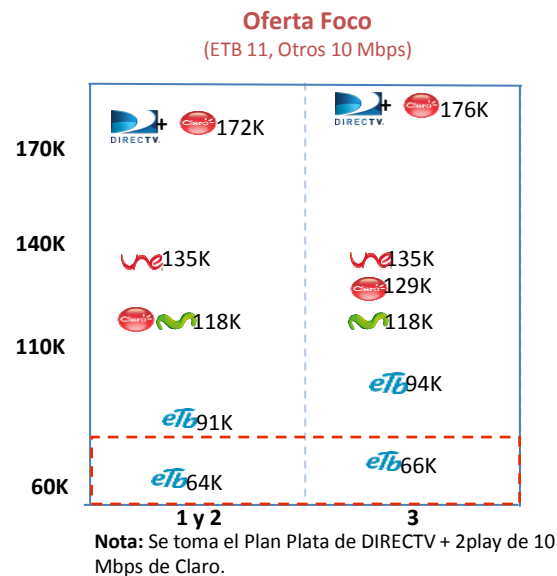 Oferta Foco
(ETB 11, Otros 10 Mbps)
DIRECTV + Claro 172K
DIRECTV + Claro 176K
170K
140K
une 135K
une 135K
Claro 129K
Claro 118K
118K
110K
eTb 94K
eTb 91K
eTb 66K
eTb 64K
60K
1 y 2
3
Nota: Se toma el Plan Plata de DIRECTV + 2play de 10
Mbps de Claro.